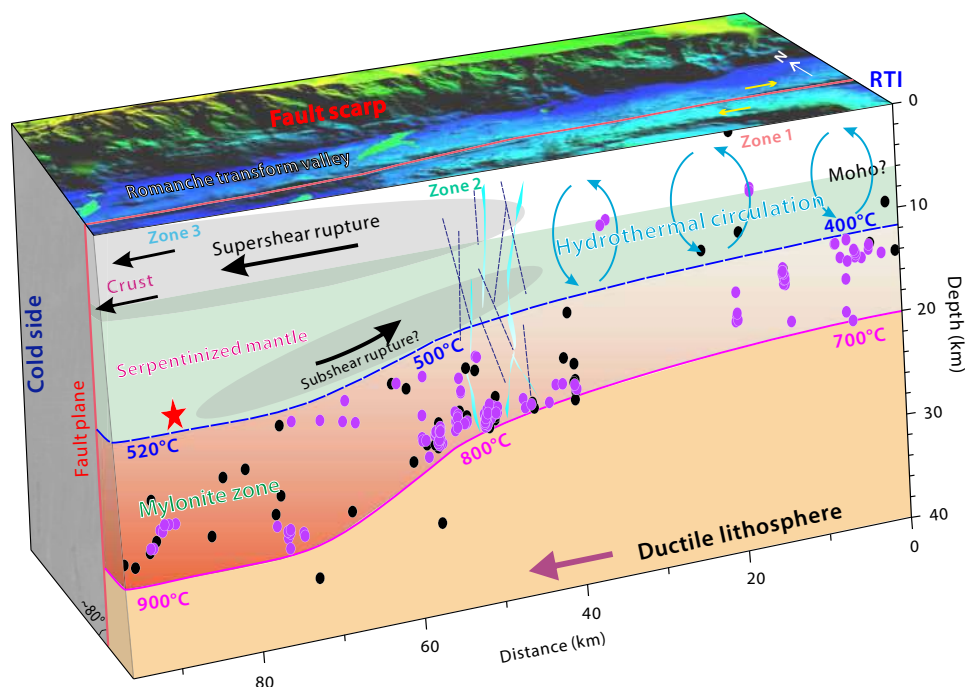 N
RTI
0
Fault scarp
Zone 1
Romanche transform valley
Moho?
Zone 2
10
Zone 3
Supershear rupture
Hydrothermal circulation
400°C
Crust
Depth (km)
Cold side
20
Serpentinized mantle
Subshear rupture?
500°C
700°C
Fault plane
30
520°C
800°C
Mylonite zone
40
Ductile lithosphere
0
900°C
~80°
20
40
60
Distance (km)
80